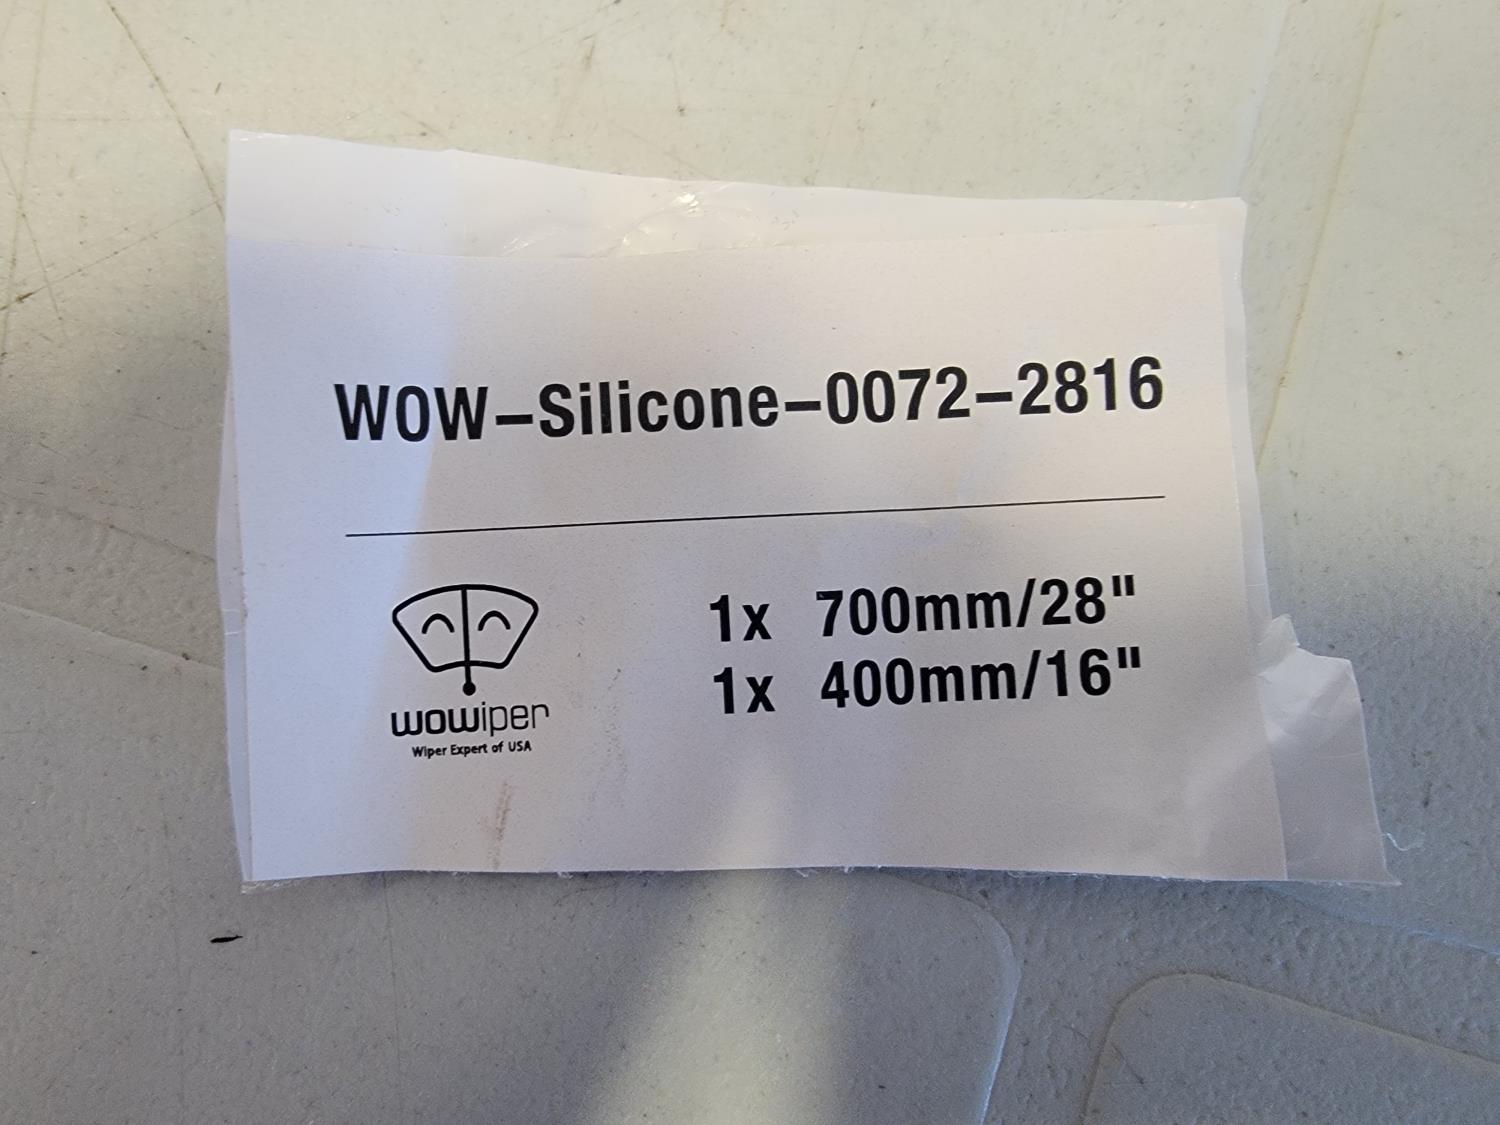 WOW-Silicone-0072-2816
1x 700mm/28"
1x 400mm/16"
wowiper
Wiper Expert of USA